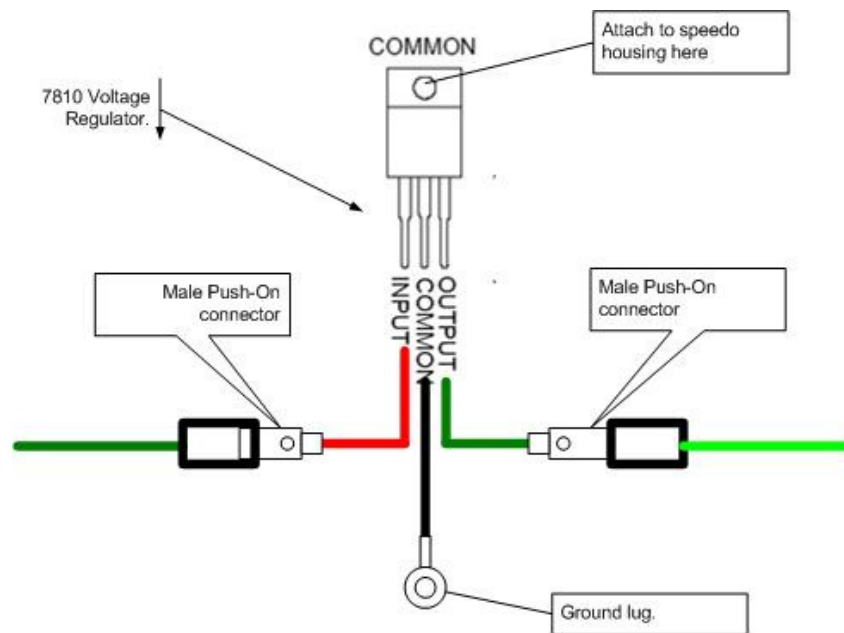 COMMON
Attach to speedo
housing here
7810 Voltage
Regulator.
Male Push-On
connector
INPUT
COMMON
OUTPUT
Male Push-On
connector
Ground lug.